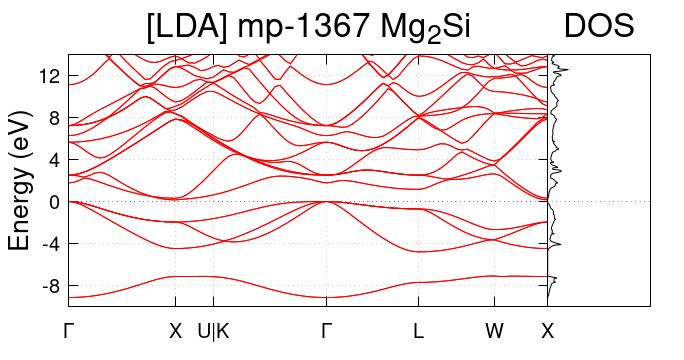 [LDA] mp-1367 Mg₂Si DOS
Energy (eV)
12
8
4
0
-4
-8
Γ X U|K Γ L W X